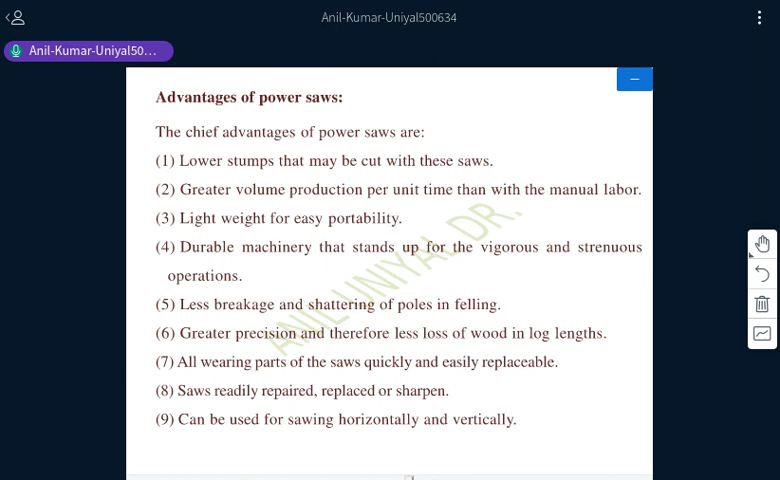 Anil-Kumar-Uniyal500634
Anil-Kumar-Uniyal50...
Advantages of power saws:
The chief advantages of power saws are:
(1) Lower stumps that may be cut with these saws.
(2) Greater volume production per unit time than with the manual labor.
(3) Light weight for easy portability.
(4) Durable machinery that stands up for the vigorous and strenuous
operations.
(5) Less breakage and shattering of poles in felling.
(6) Greater precision and therefore less loss of wood in log lengths.
(7) All wearing parts of the saws quickly and easily replaceable.
(8) Saws readily repaired, replaced or sharpen.
(9) Can be used for sawing horizontally and vertically.
ANIL UNIYAL DR.